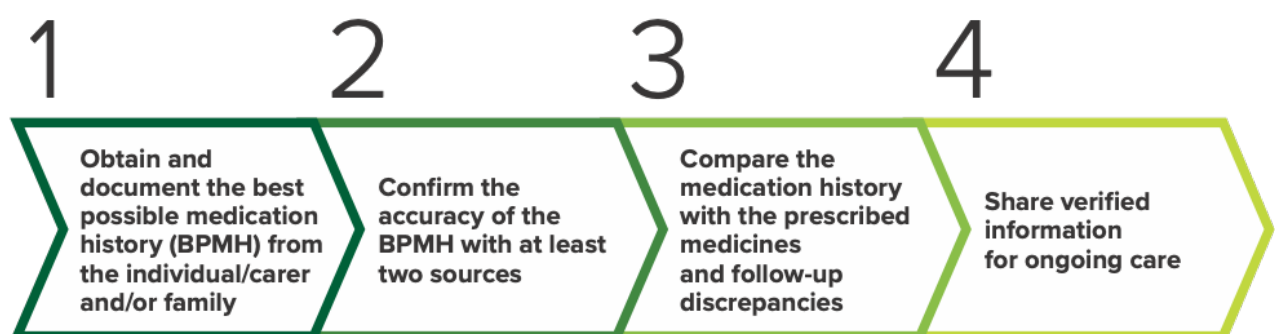 1
Obtain and
document the best
possible medication
history (BPMH) from
the individual/carer
and/or family
2
Confirm the
accuracy of the
BPMH with at least
two sources
3
Compare the
medication history
with the prescribed
medicines
and follow-up
discrepancies
4
Share verified
information
for ongoing care